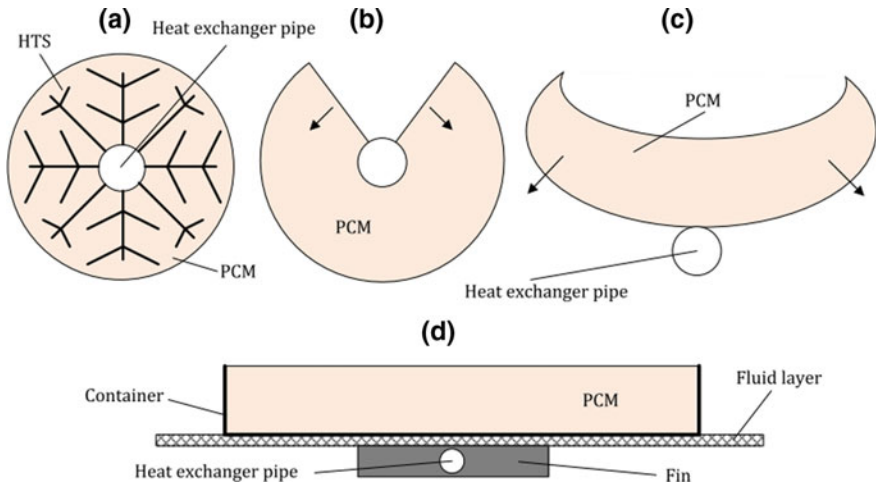 (a)
Heat exchanger pipe
(b)
(c)
HTS
PCM
PCM
PCM
Heat exchanger pipe
(d)
Container
PCM
Fluid layer
Heat exchanger pipe
Fin